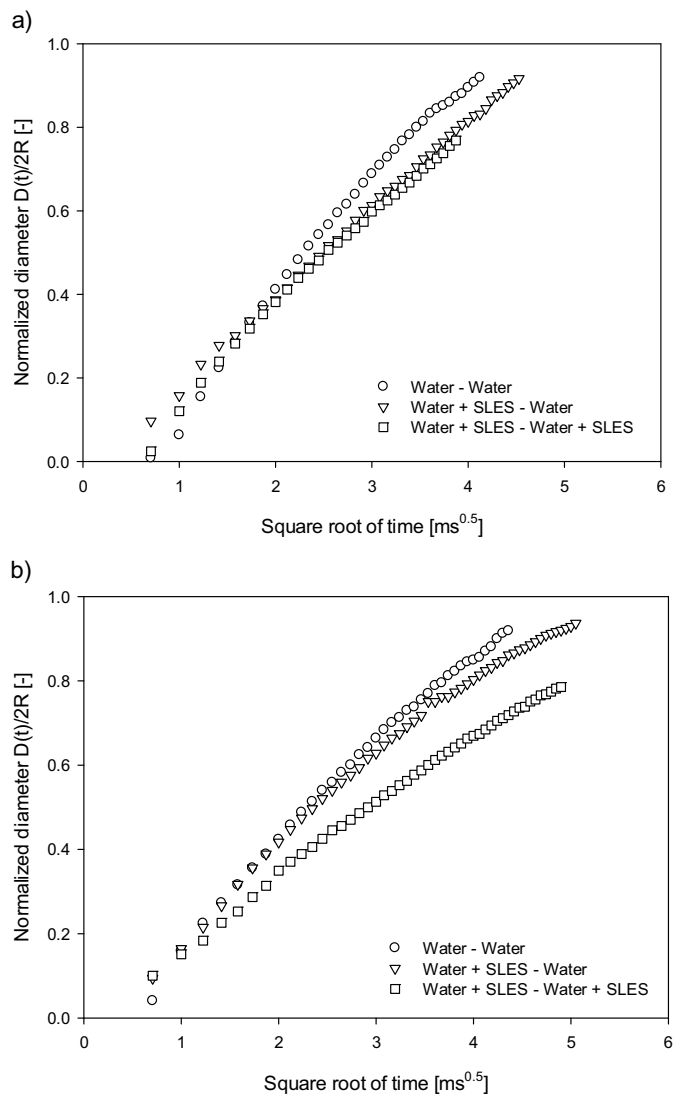 a)
1.0
0.8
0.6
0.4
0.2
0.0
Normalized diameter D(t)/2R [-]
Water - Water
Water + SLES - Water
Water + SLES - Water + SLES
0 1 2 3 4 5 6
Square root of time [ms^0.5]
b)
1.0
0.8
0.6
0.4
0.2
0.0
Normalized diameter D(t)/2R [-]
Water - Water
Water + SLES - Water
Water + SLES - Water + SLES
0 1 2 3 4 5 6
Square root of time [ms^0.5]